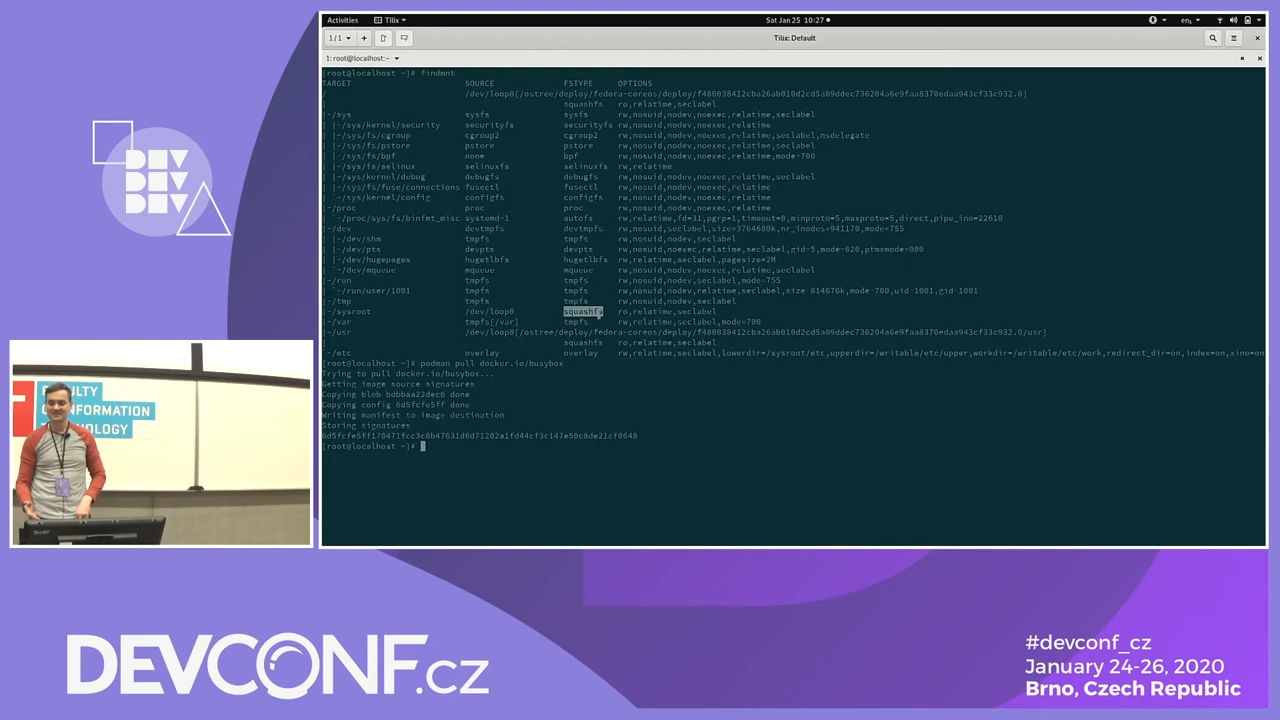 Activities Tilix Sat Jan 25 10:27 en1
1/1 Tilix: Default
1: root@localhost:~
[root@localhost ~]# findmnt
TARGET SOURCE FSTYPE OPTIONS
/ /dev/loop0[/ostree/deploy/fedora-coreos/deploy/f480038412cba26ab010d2cd5a09ddec736204a6e9faa8370edaa943cf33c932.0]
| squashfs ro,relatime,seclabel
|-/sys sysfs sysfs rw,nosuid,nodev,noexec,relatime,seclabel
| |-/sys/kernel/security securityfs securityfs rw,nosuid,nodev,noexec,relatime
| |-/sys/fs/cgroup cgroup2 cgroup2 rw,nosuid,nodev,noexec,relatime,seclabel,nsdelegate
| |-/sys/fs/pstore pstore pstore rw,nosuid,nodev,noexec,relatime,seclabel
| |-/sys/fs/bpf none bpf rw,nosuid,nodev,noexec,relatime,mode=700
| |-/sys/fs/selinux selinuxfs selinuxfs rw,relatime
| |-/sys/kernel/debug debugfs debugfs rw,nosuid,nodev,noexec,relatime,seclabel
| |-/sys/fs/fuse/connections fusectl fusectl rw,nosuid,nodev,noexec,relatime
| `-/sys/kernel/config configfs configfs rw,nosuid,nodev,noexec,relatime
|-/proc proc proc rw,nosuid,nodev,noexec,relatime
| `-/proc/sys/fs/binfmt_misc systemd-1 autofs rw,relatime,fd=31,pgrp=1,timeout=0,minproto=5,maxproto=5,direct,pipe_ino=22610
|-/dev devtmpfs devtmpfs rw,nosuid,seclabel,size=3764680k,nr_inodes=941170,mode=755
| |-/dev/shm tmpfs tmpfs rw,nosuid,nodev,seclabel
| |-/dev/pts devpts devpts rw,nosuid,noexec,relatime,seclabel,gid=5,mode=620,ptmxmode=000
| |-/dev/hugepages hugetlbfs hugetlbfs rw,relatime,seclabel,pagesize=2M
| `-/dev/mqueue mqueue mqueue rw,nosuid,nodev,noexec,relatime,seclabel
|-/run tmpfs tmpfs rw,nosuid,nodev,seclabel,mode=755
| `-/run/user/1001 tmpfs tmpfs rw,nosuid,nodev,relatime,seclabel,size=814676k,mode=700,uid=1001,gid=1001
|-/tmp tmpfs tmpfs rw,nosuid,nodev,seclabel
|-/sysroot /dev/loop0 squashfs ro,relatime,seclabel
|-/var tmpfs[/var] tmpfs rw,relatime,seclabel,mode=700
|-/usr /dev/loop0[/ostree/deploy/fedora-coreos/deploy/f480038412cba26ab010d2cd5a09ddec736204a6e9faa8370edaa943cf33c932.0/usr]
| squashfs ro,relatime,seclabel
`-/etc overlay overlay rw,relatime,seclabel,lowerdir=/sysroot/etc,upperdir=/writable/etc/upper,workdir=/writable/etc/work,redirect_dir=on,index=on,xino=on
[root@localhost ~]# podman pull docker.io/busybox
Trying to pull docker.io/busybox...
Getting image source signatures
Copying blob bdbbaa22dec6 done
Copying config 6d5fcfe5ff done
Writing manifest to image destination
Storing signatures
6d5fcfe5ff170471fcc3c8b47631d6d71202a1fd44cf3c147e50c8de21cf0648
[root@localhost ~]#
DEV
DEV
DEV
FACULTY
OF INFORMATION
TECHNOLOGY
SMART
DEVCONF.cz
#devconf_cz
January 24-26, 2020
Brno, Czech Republic